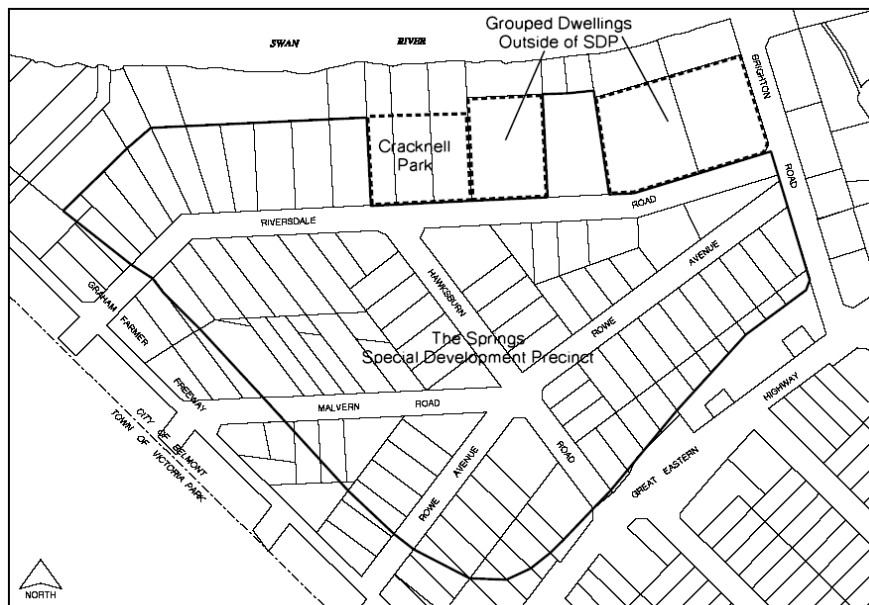 SWAN RIVER
Grouped Dwellings
Outside of SDP
BRIGHTON
ROAD
Cracknell
Park
RIVERSDALE
ROAD
GRAHAM
FARMER
FREEWAY
HAWKSBURN
ROAD
ROWE
AVENUE
The Springs
Special Development Precinct
MALVERN
ROAD
ROWE
AVENUE
GREAT EASTERN
HIGHWAY
CITY OF BELMONT
TOWN OF VICTORIA PARK
NORTH